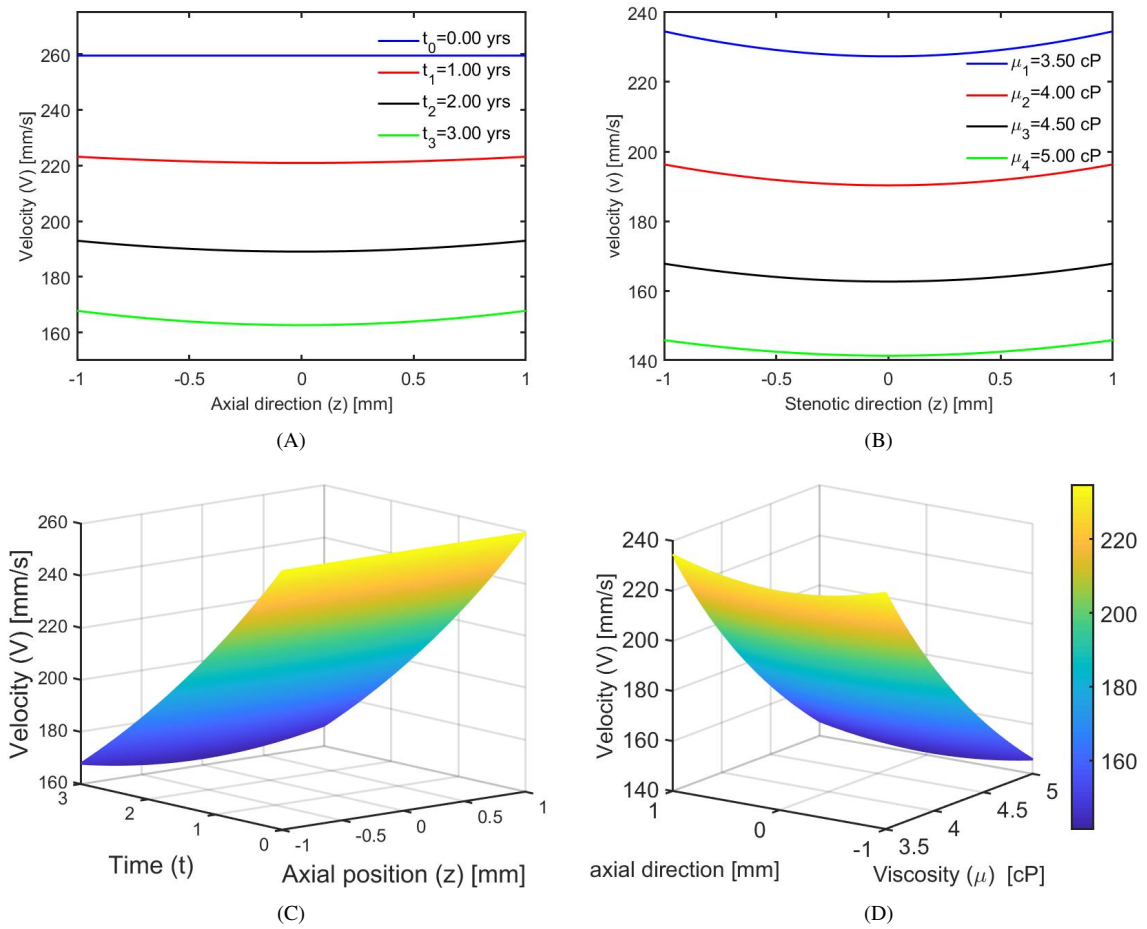 t0=0.00 yrs
t1=1.00 yrs
t2=2.00 yrs
t3=3.00 yrs
260
240
220
200
180
160
Velocity (V) [mm/s]
-1 -0.5 0 0.5 1
Axial direction (z) [mm]
(A)
240
220
200
180
160
140
velocity (v) [mm/s]
μ1=3.50 cP
μ2=4.00 cP
μ3=4.50 cP
μ4=5.00 cP
-1 -0.5 0 0.5 1
Stenotic direction (z) [mm]
(B)
260
240
220
200
180
160
Velocity (V) [mm/s]
3 2 1 0
Time (t)
-1 -0.5 0 0.5 1
Axial position (z) [mm]
(C)
240
220
200
180
160
140
Velocity (V) [mm/s]
1 0 -1
axial direction [mm]
3.5 4 4.5 5
Viscosity (μ) [cP]
220
200
180
160
(D)